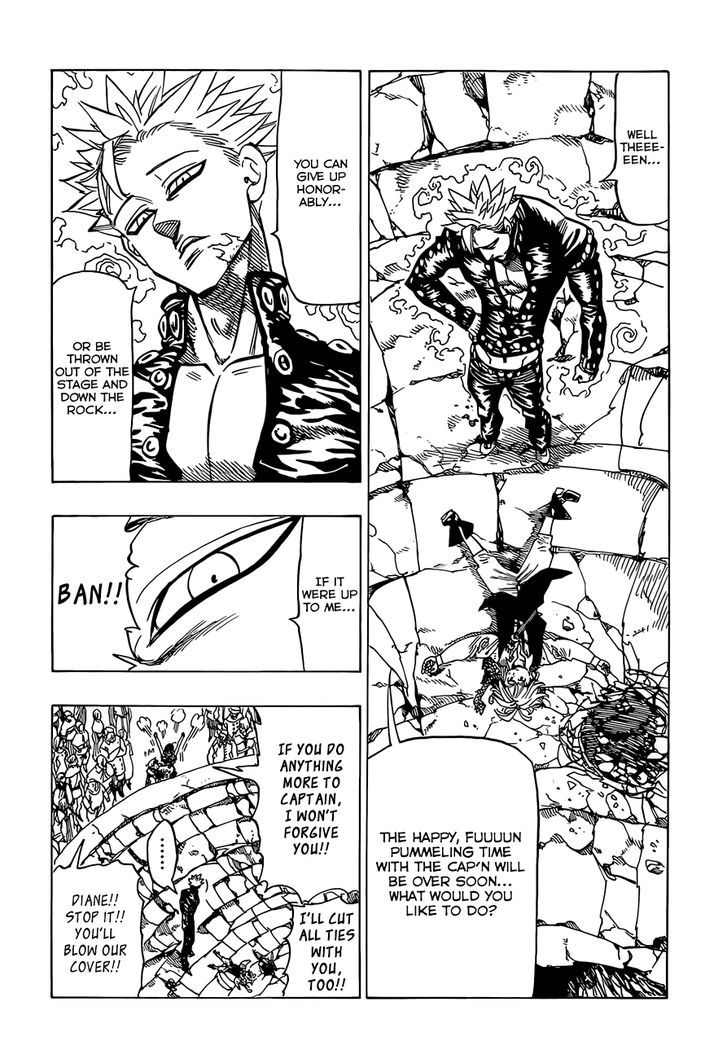 WELL
THEEE-
EEN...
THE HAPPY, FUUUUN
PUMMELING TIME
WITH THE CAP'N WILL
BE OVER SOON...
WHAT WOULD YOU
LIKE TO DO?
YOU CAN
GIVE UP
HONOR-
ABLY...
OR BE
THROWN
OUT OF THE
STAGE AND
DOWN THE
ROCK...
IF IT
WERE UP
TO ME...
BAN!!
IF YOU DO
ANYTHING
MORE TO
CAPTAIN,
I WON'T
FORGIVE
YOU!!
I'LL CUT
ALL TIES
WITH
YOU,
TOO!!
......
DIANE!!
STOP IT!!
YOU'LL
BLOW OUR
COVER!!